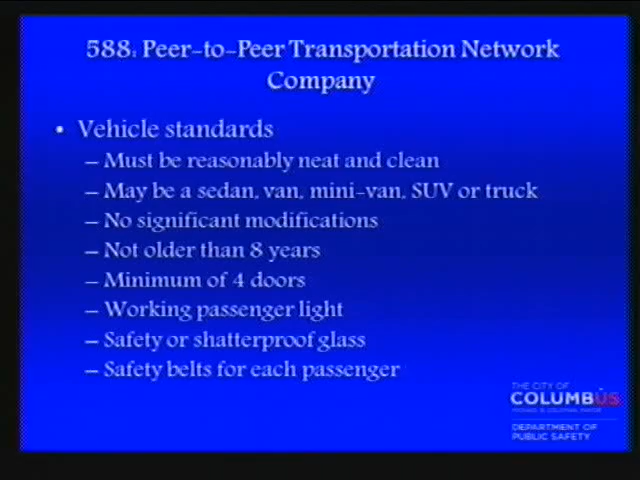 588: Peer-to-Peer Transportation Network
Company
• Vehicle standards
– Must be reasonably neat and clean
– May be a sedan, van, mini-van, SUV or truck
– No significant modifications
– Not older than 8 years
– Minimum of 4 doors
– Working passenger light
– Safety or shatterproof glass
– Safety belts for each passenger
THE CITY OF
COLUMBUS
MICHAEL B. COLEMAN, MAYOR
DEPARTMENT OF
PUBLIC SAFETY